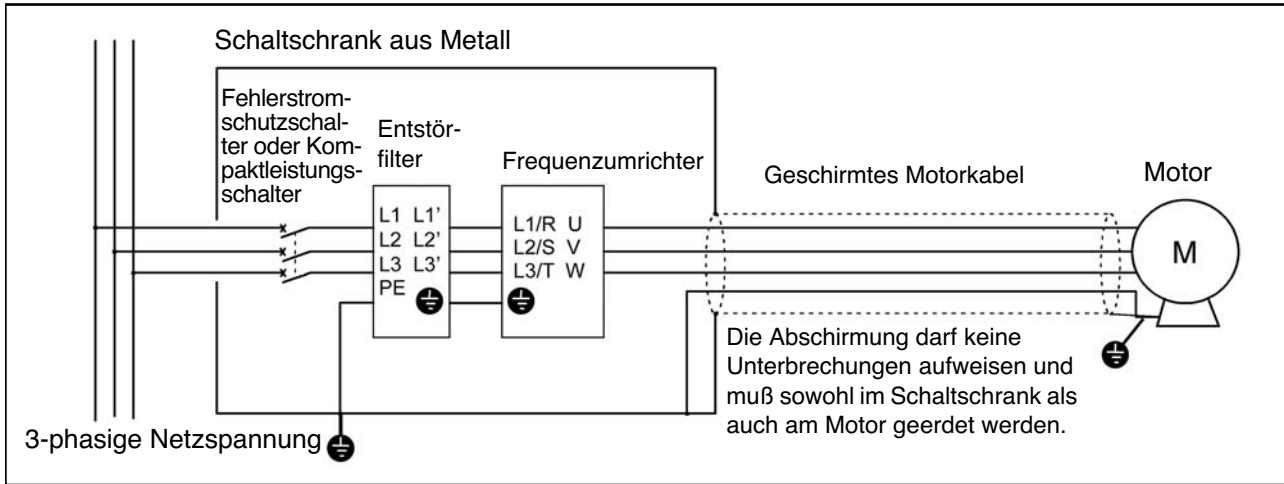 Schaltschrank aus Metall
Fehlerstrom-
schutzschal-
ter oder Kom-
paktleistungs-
schalter
Entstör-
filter
Frequenzumrichter
Geschirmtes Motorkabel
Motor
L1 L1’
L2 L2’
L3 L3’
PE
L1/R U
L2/S V
L3/T W
M
Die Abschirmung darf keine
Unterbrechungen aufweisen und
muß sowohl im Schaltschrank als
auch am Motor geerdet werden.
3-phasige Netzspannung